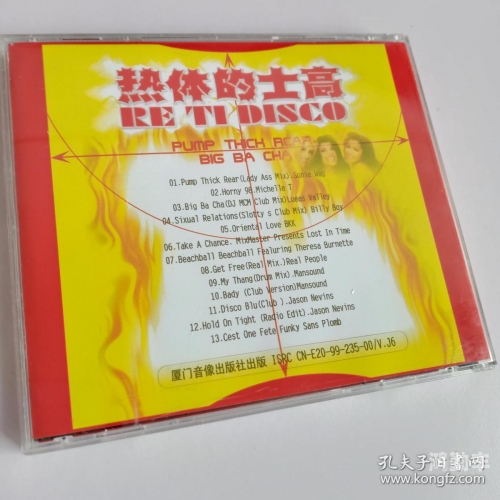 热体的士高
RE TI DISCO
PUMP THICH REAR
BIG BA CHA
01.Pump Thick Rear(Lady Ass Mix).
02.Horny 98.Michelle T
03.Big Ba Cha(DJ MCM Club Mix)Lucas Valley
04.Sixual Relations(Slotty s Club Mix) Billy Boy
05.Oriental Love BKK
06.Take A Chance. MixMaster Presents Lost In Time
07.Beachball Beachball Featuring Theresa Burnette
08.Get Free(Real Mix.)Real People
09.My Thang(Drum Mix).Mansound
10.Bady (Club Version)Mansound
11.Disco Blu(Club ).Jason Nevins
12.Hold On Tight (Radio Edit).Jason Nevins
13.Cest One Fete Funky Sans Plomb
厦门音像出版社出版 ISRC CN-E20-99-235-00/V.J6
孔夫子旧书网
www.kongfz.com